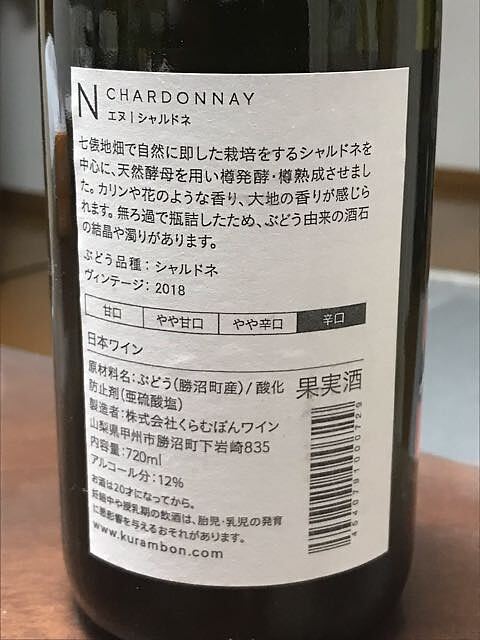 N CHARDONNAY
エヌ | シャルドネ
七俵地畑で自然に即した栽培をするシャルドネを
中心に、天然酵母を用い樽発酵・樽熟成させまし
た。カリンや花のような香り、大地の香りが感じら
れます。無ろ過で瓶詰したため、ぶどう由来の酒石
の結晶や濁りがあります。
ぶどう品種：シャルドネ
ヴィンテージ：2018
甘口 やや甘口 やや辛口 辛口
日本ワイン
原材料名：ぶどう(勝沼町産)/酸化
防止剤(亜硫酸塩)
果実酒
製造者：株式会社くらむぼんワイン
山梨県甲州市勝沼町下岩崎835
内容量：720ml
アルコール分：12%
お酒は20才になってから。
妊娠中や授乳期の飲酒は、胎児・乳児の発育
に悪影響を与えるおそれがあります。
www.kurambon.com
4540791000729